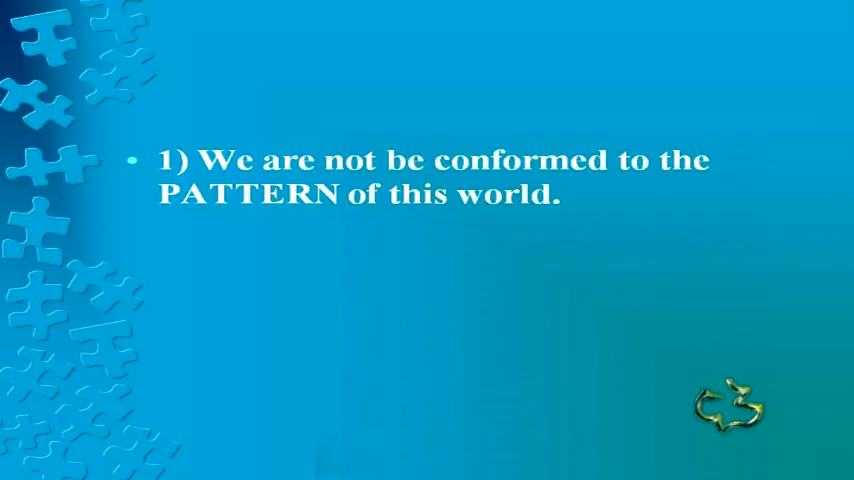 • 1) We are not be conformed to the
PATTERN of this world.